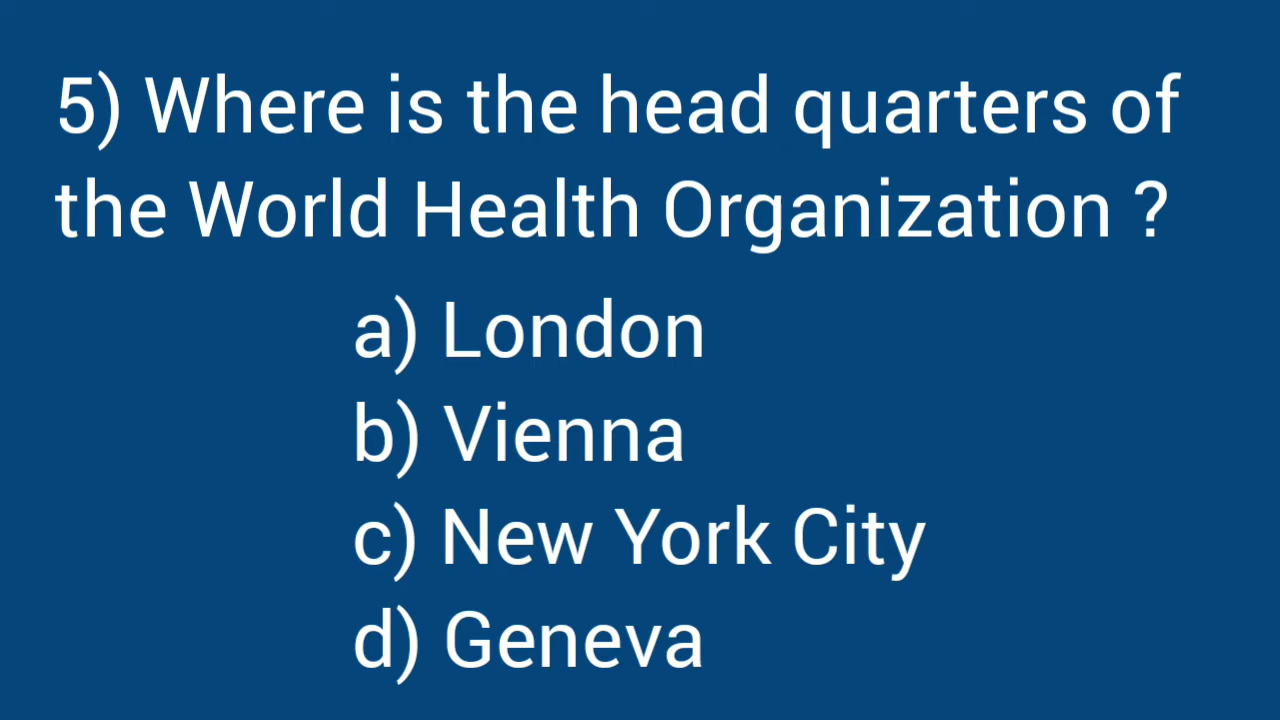 5) Where is the head quarters of
the World Health Organization ?
a) London
b) Vienna
c) New York City
d) Geneva